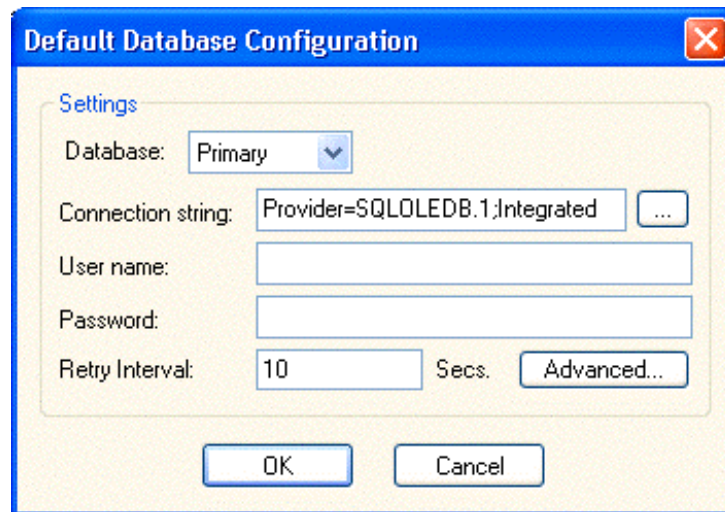 Default Database Configuration
Settings
Database: Primary
Connection string: Provider=SQLOLEDB.1;Integrated ...
User name:
Password:
Retry Interval: 10 Secs. Advanced...
OK Cancel